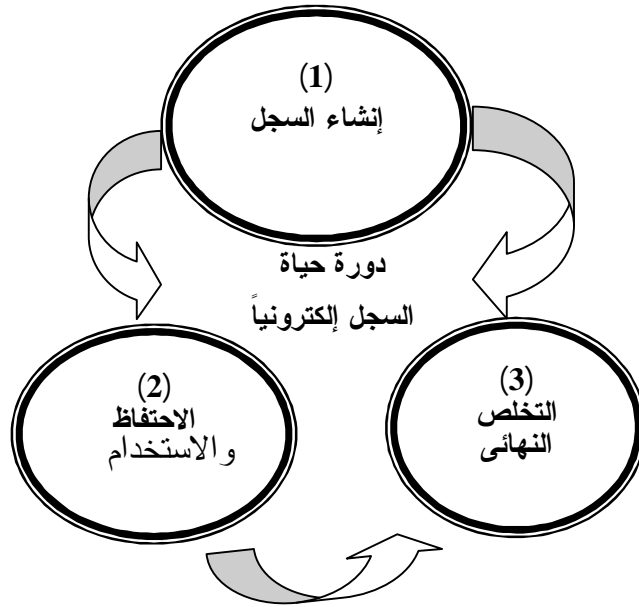 (1)
إنشاء السجل
دورة حياة
السجل إلكترونياً
(2)
الاحتفاظ
والاستخدام
(3)
التخلص
النهائى